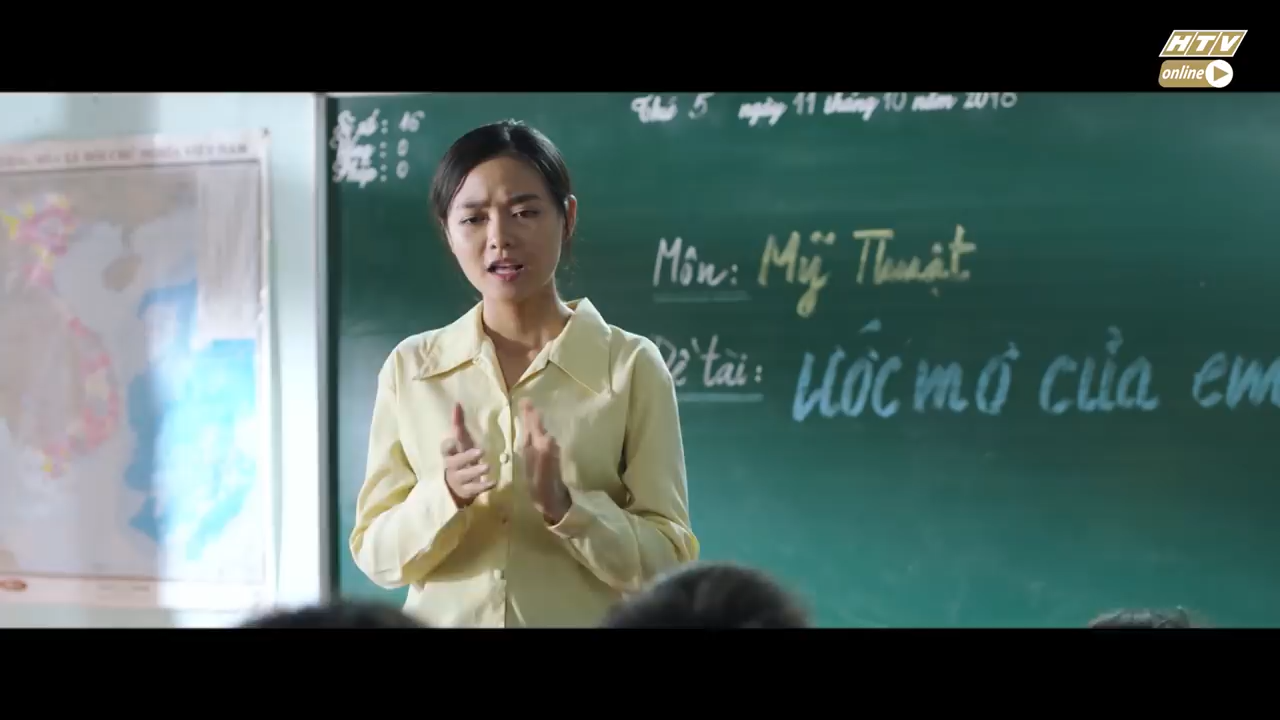 HTV
online
Sĩ số: 46
Vắng: 0
Phép: 0
Thứ 5 ngày 11 tháng 10 năm 2018
Môn: Mỹ Thuật
Đề tài: Ước mơ của em